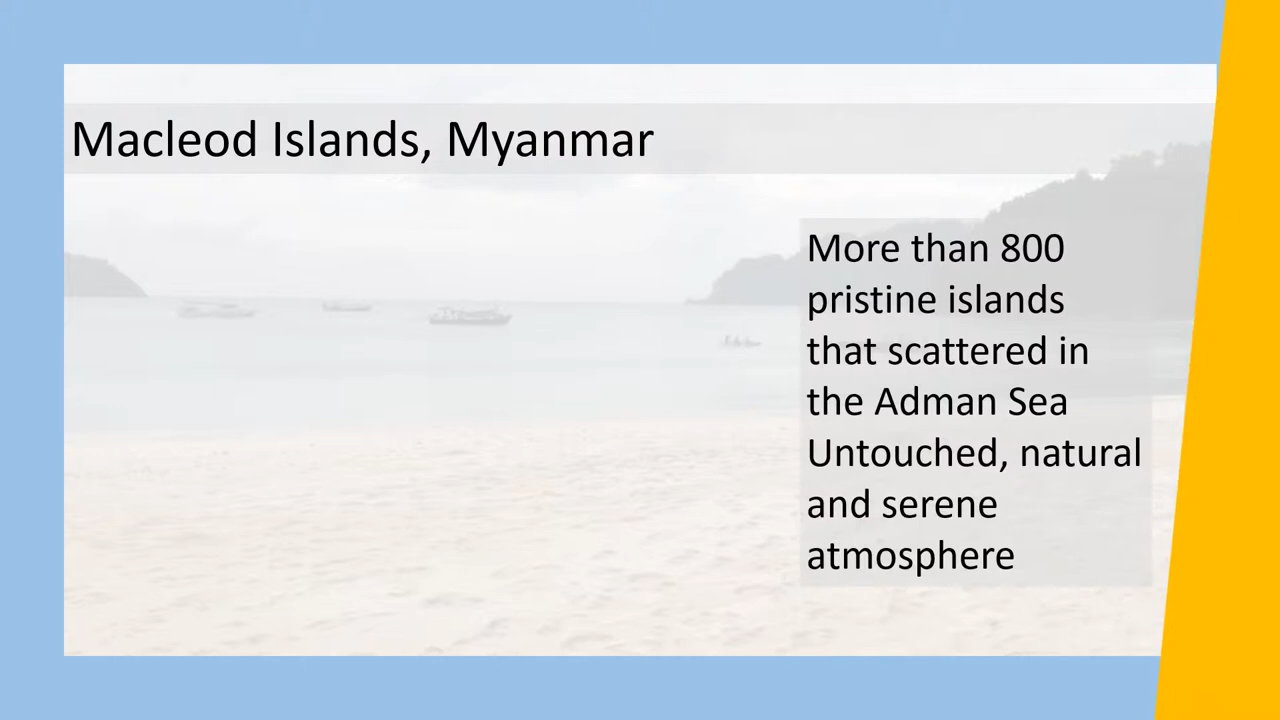 Macleod Islands, Myanmar
More than 800
pristine islands
that scattered in
the Adman Sea
Untouched, natural
and serene
atmosphere